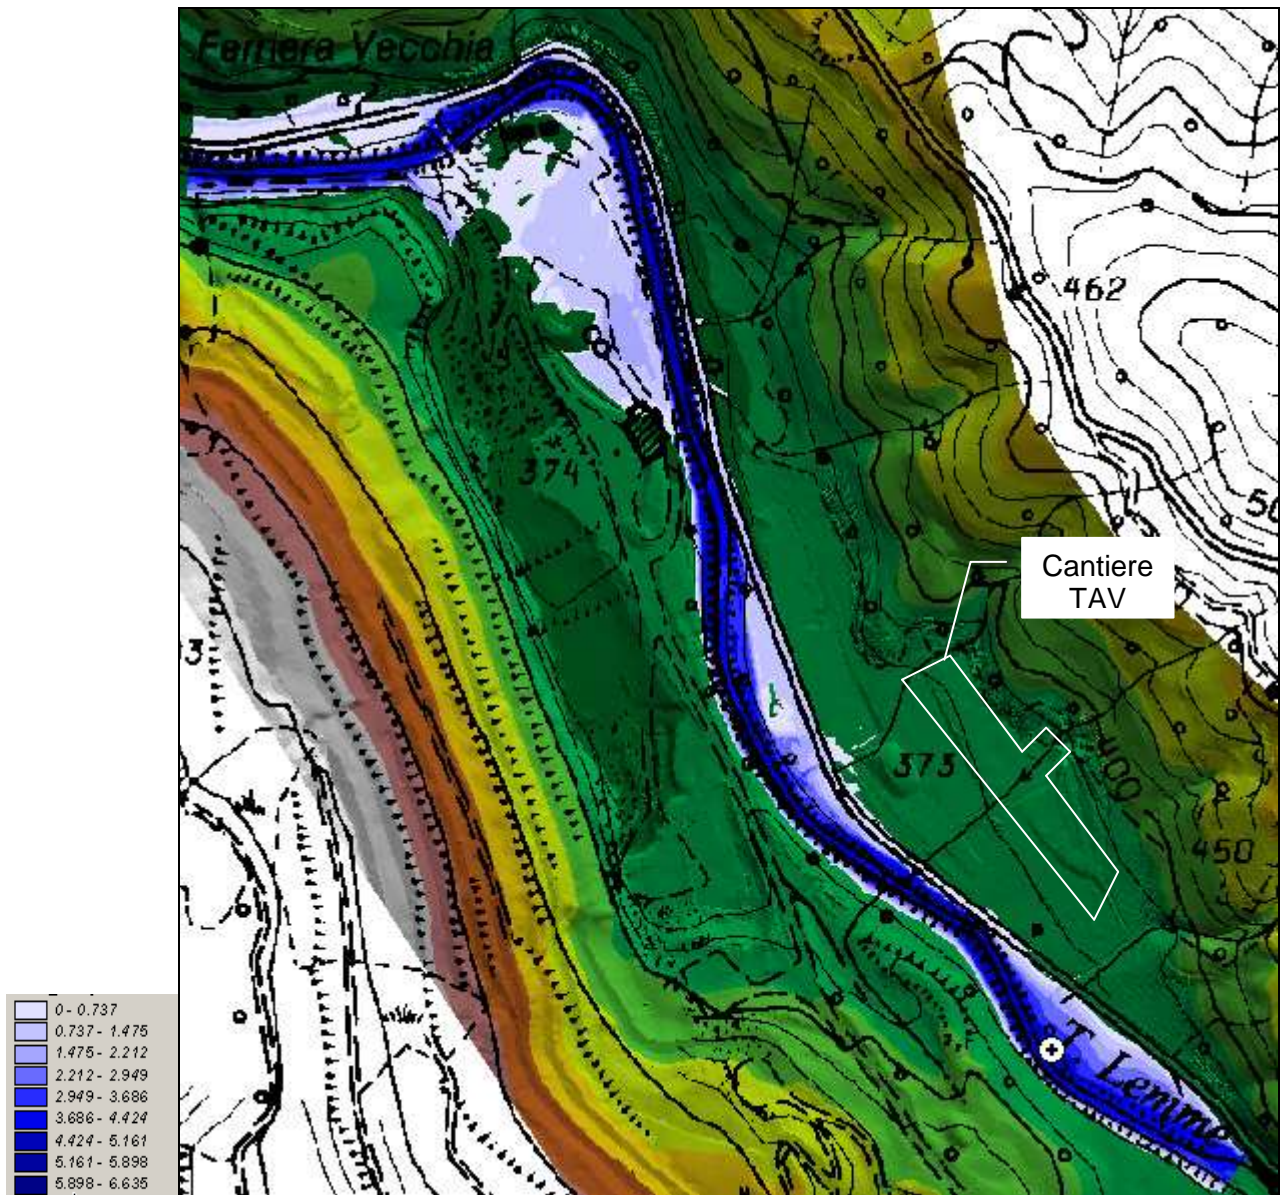 Ferriera Vecchia
462
374
Cantiere
TAV
3
373
400
450
T. Lemme
0 - 0.737
0.737 - 1.475
1.475 - 2.212
2.212 - 2.949
2.949 - 3.686
3.686 - 4.424
4.424 - 5.161
5.161 - 5.898
5.898 - 6.635